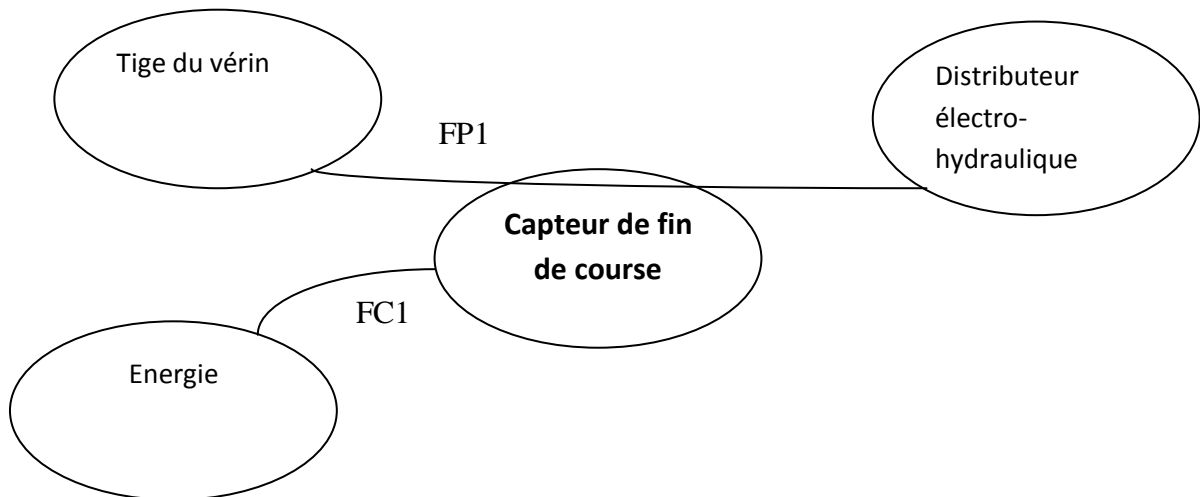 Tige du vérin
Distributeur
électro-
hydraulique
FP1
Capteur de fin
de course
FC1
Energie